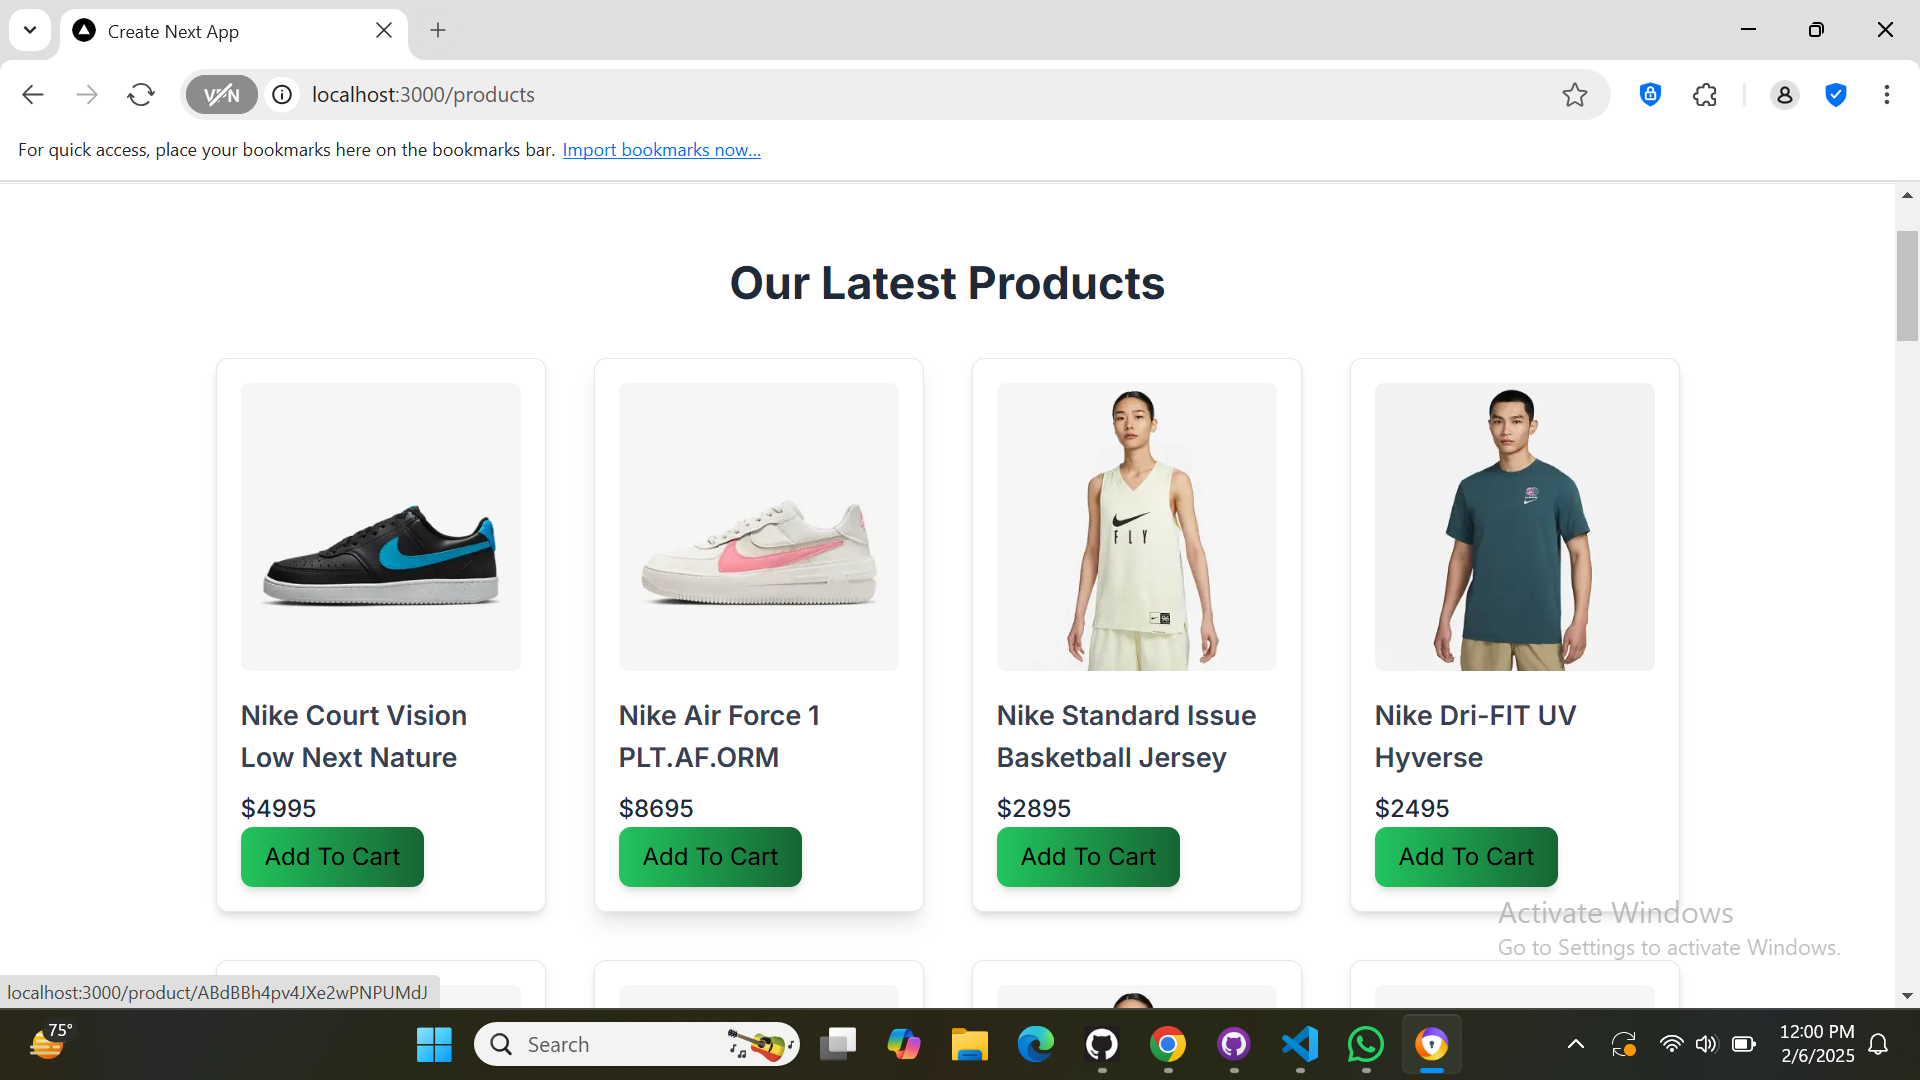 Create Next App
VPN
localhost:3000/products
For quick access, place your bookmarks here on the bookmarks bar. Import bookmarks now...
Our Latest Products
FLY
Nike Court Vision
Low Next Nature
$4995
Add To Cart
Nike Air Force 1
PLT.AF.ORM
$8695
Add To Cart
Nike Standard Issue
Basketball Jersey
$2895
Add To Cart
Nike Dri-FIT UV
Hyverse
$2495
Add To Cart
Activate Windows
Go to Settings to activate Windows.
localhost:3000/product/ABdBBh4pv4JXe2wPNPUMdJ
75°
Search
12:00 PM
2/6/2025